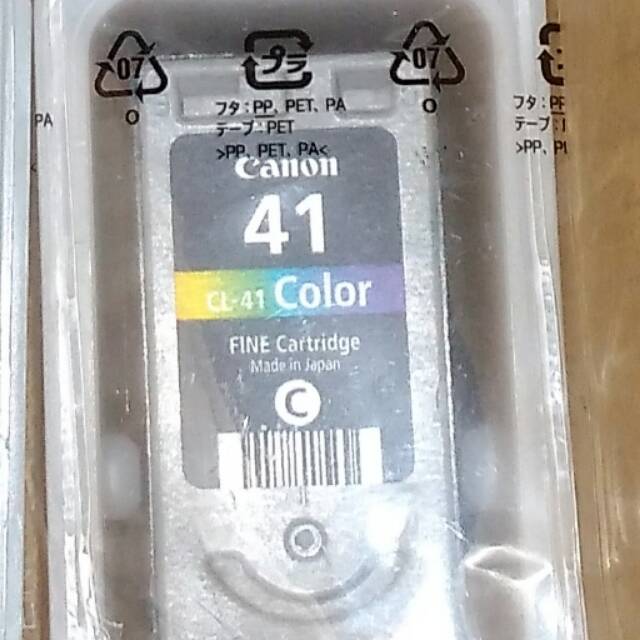 07
プラ
07
PA
O
フタ：PP、PET、PA
テープ：PET
>PP、PET、PA<
O
フタ：PP
テープ：
>PP、P
Canon
41
CL-41 Color
FINE Cartridge
Made in Japan
C